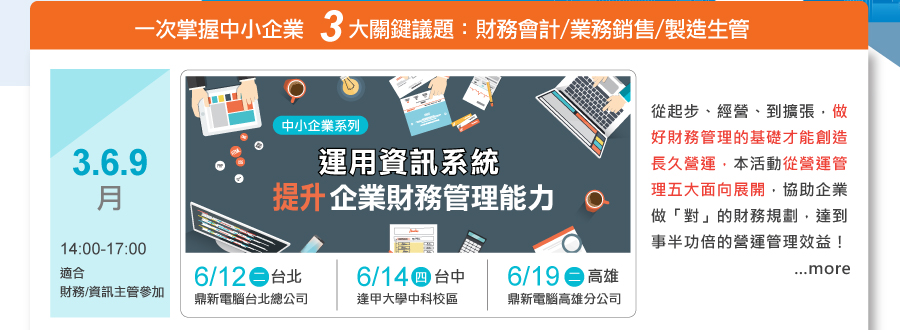 一次掌握中小企業 3 大關鍵議題：財務會計/業務銷售/製造生管
3.6.9
月
14:00-17:00
適合
財務/資訊主管參加
中小企業系列
運用資訊系統
提升企業財務管理能力
6/12 二 台北
鼎新電腦台北總公司
6/14 四 台中
逢甲大學中科校區
6/19 二 高雄
鼎新電腦高雄分公司
從起步、經營、到擴張，做
好財務管理的基礎才能創造
長久營運，本活動從營運管
理五大面向展開，協助企業
做「對」的財務規劃，達到
事半功倍的營運管理效益！
...more